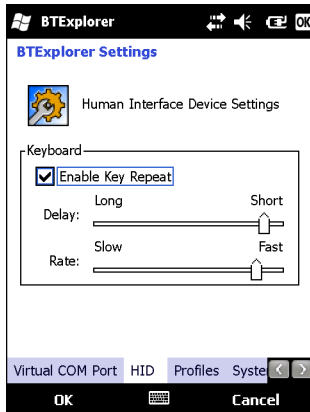 BTExplorer OK
BTExplorer Settings
Human Interface Device Settings
Keyboard
Enable Key Repeat
Long Short
Delay:
Slow Fast
Rate:
Virtual COM Port HID Profiles Syste
OK Cancel